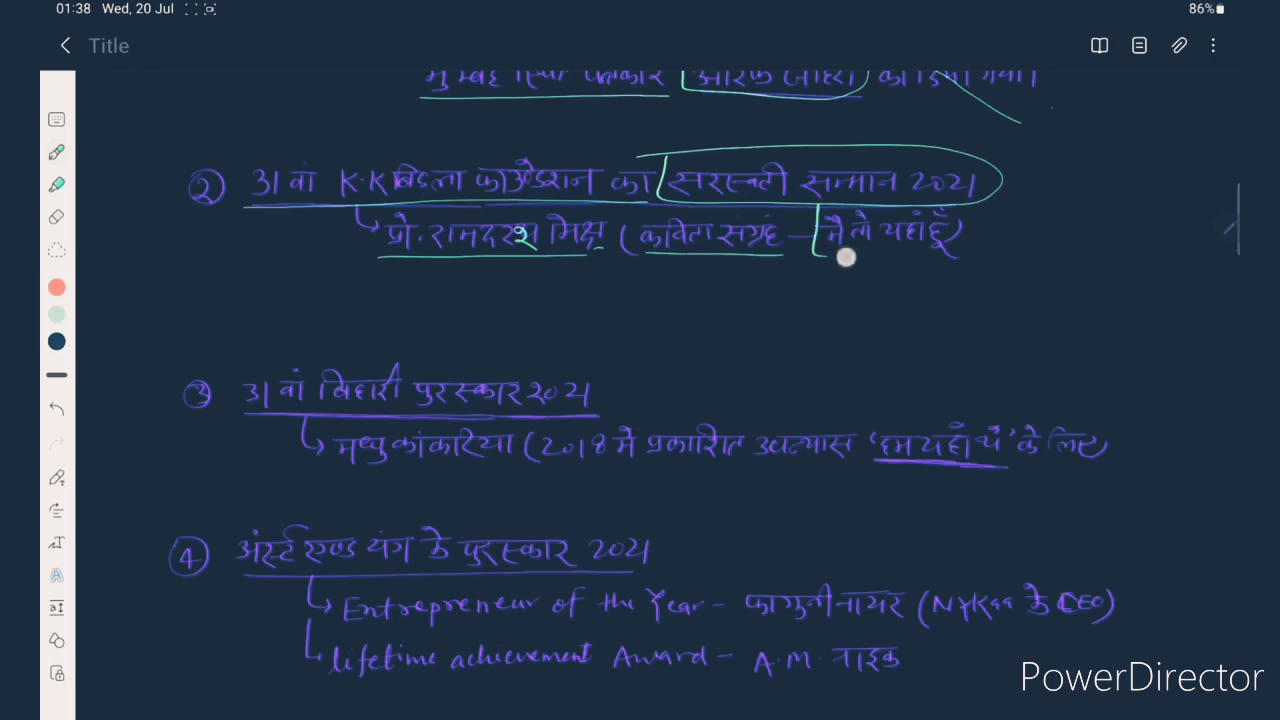 01:38 Wed, 20 Jul 86%
Title
को दिया गया।
② 31 वां K.K बिड़ला फाउंडेशन का सरस्वती सम्मान 2021
प्रो. रामदरश मिश्र (कविता संग्रह – मैं तो यहां हूँ)
③ 31 वां बिहारी पुरस्कार 2021
मधु कांकरिया (2018 में प्रकाशित उपन्यास 'हम यहाँ थे' के लिए
④ अंर्स्ट एण्ड यंग के पुरस्कार 2021
Entrepreneur of the Year – फाल्गुनी नायर (Nykaa के CEO)
lifetime achievement Award – A.M. नाइक
PowerDirector